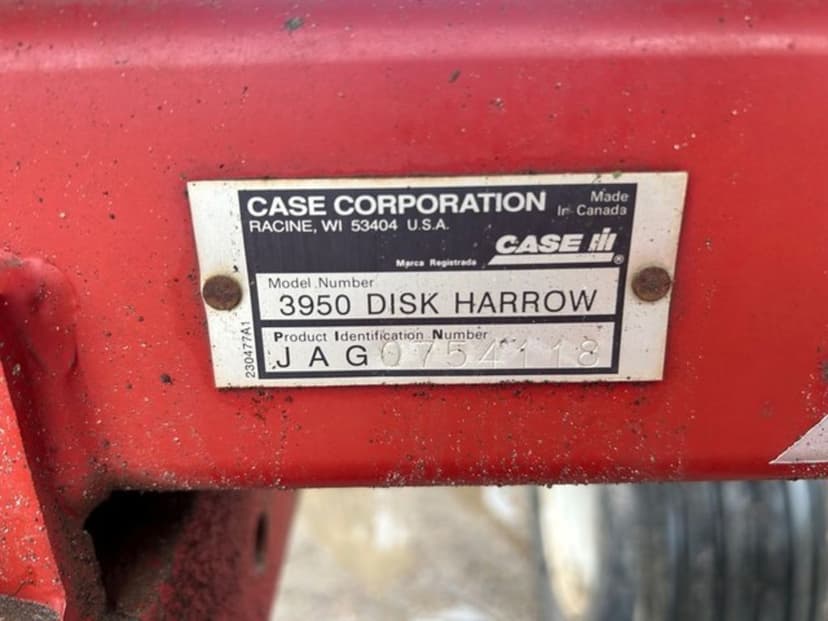 CASE CORPORATION
RACINE, WI 53404 U.S.A.
Made
In Canada
CASE IH ®
Marca Registrada
Model Number
3950 DISK HARROW
Product Identification Number
JAG0754118
230477A1